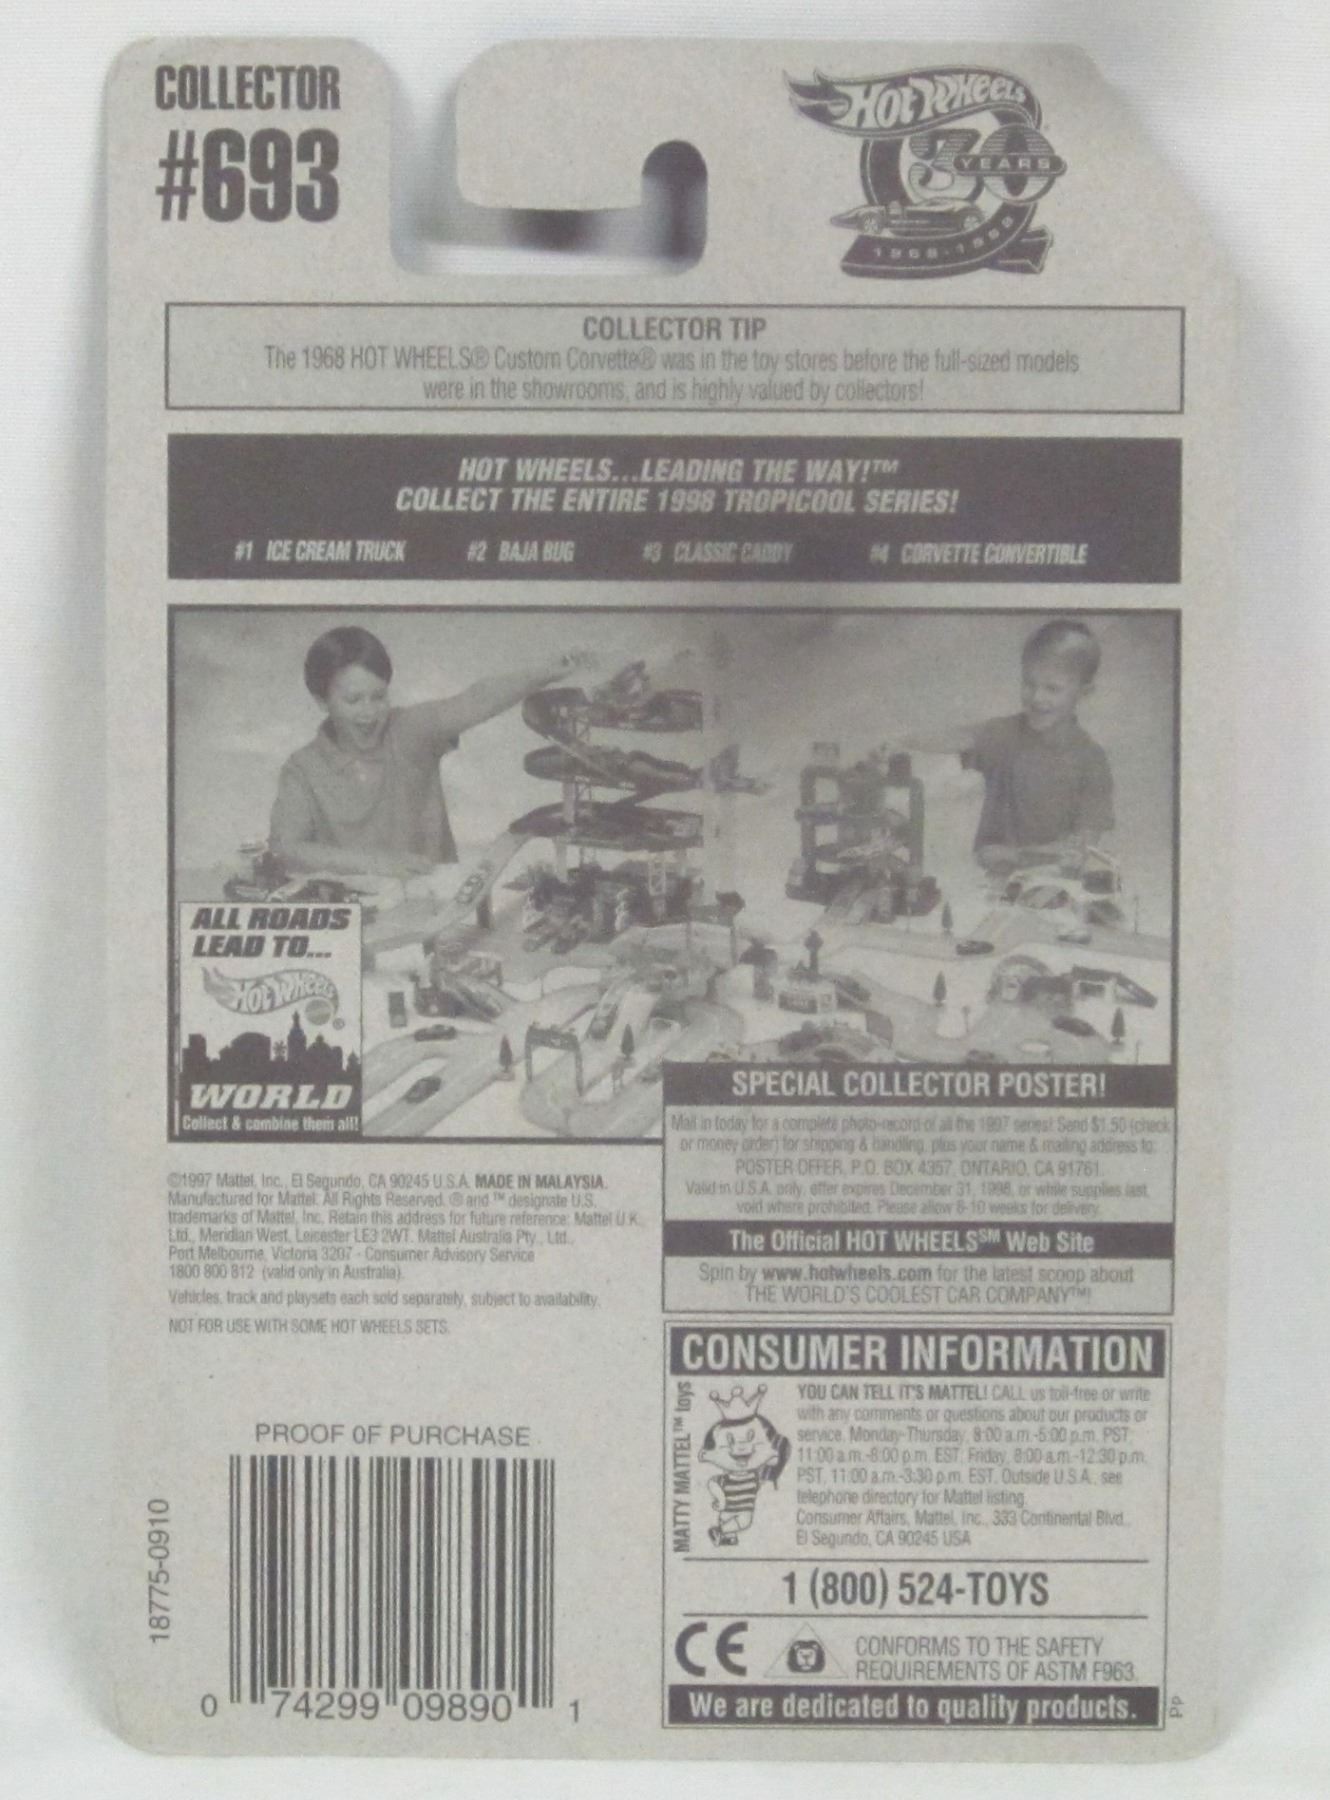 COLLECTOR
#693
HOT WHEELS
30
YEARS
1968-1998
COLLECTOR TIP
The 1968 HOT WHEELS® Custom Corvette® was in the toy stores before the full-sized models
were in the showrooms, and is highly valued by collectors!
HOT WHEELS...LEADING THE WAY!™
COLLECT THE ENTIRE 1998 TROPICOOL SERIES!
#1 ICE CREAM TRUCK #2 BAJA BUG #3 CLASSIC CADDY #4 CORVETTE CONVERTIBLE
ALL ROADS
LEAD TO...
HOT WHEELS®
WORLD
Collect & combine them all!
SPECIAL COLLECTOR POSTER!
Mail in today for a complete photo-record of all the 1997 series! Send $1.50 (check
or money order) for shipping & handling, plus your name & mailing address to:
POSTER OFFER, P.O. BOX 4357, ONTARIO, CA 91761.
Valid in U.S.A. only, offer expires December 31, 1998, or while supplies last,
void where prohibited. Please allow 8-10 weeks for delivery.
The Official HOT WHEELS℠ Web Site
Spin by www.hotwheels.com for the latest scoop about
THE WORLD'S COOLEST CAR COMPANY™!
©1997 Mattel, Inc., El Segundo, CA 90245 U.S.A. MADE IN MALAYSIA.
Manufactured for Mattel. All Rights Reserved. ® and ™ designate U.S.
trademarks of Mattel, Inc. Retain this address for future reference: Mattel U.K.
Ltd., Meridian West, Leicester LE3 2WT. Mattel Australia Pty., Ltd.,
Port Melbourne, Victoria 3207 - Consumer Advisory Service
1800 800 812 (valid only in Australia).
Vehicles, track and playsets each sold separately, subject to availability.
NOT FOR USE WITH SOME HOT WHEELS SETS.
CONSUMER INFORMATION
MATTY MATTEL™ toys
YOU CAN TELL IT'S MATTEL! CALL us toll-free or write
with any comments or questions about our products or
service, Monday-Thursday, 8:00 a.m.-5:00 p.m. PST;
11:00 a.m.-8:00 p.m. EST; Friday, 8:00 a.m.-12:30 p.m.
PST, 11:00 a.m.-3:30 p.m. EST. Outside U.S.A., see
telephone directory for Mattel listing.
Consumer Affairs, Mattel, Inc., 333 Continental Blvd.,
El Segundo, CA 90245 USA
1 (800) 524-TOYS
CE
CONFORMS TO THE SAFETY
REQUIREMENTS OF ASTM F963.
We are dedicated to quality products.
PP
PROOF OF PURCHASE
18775-0910
0 74299 09890 1